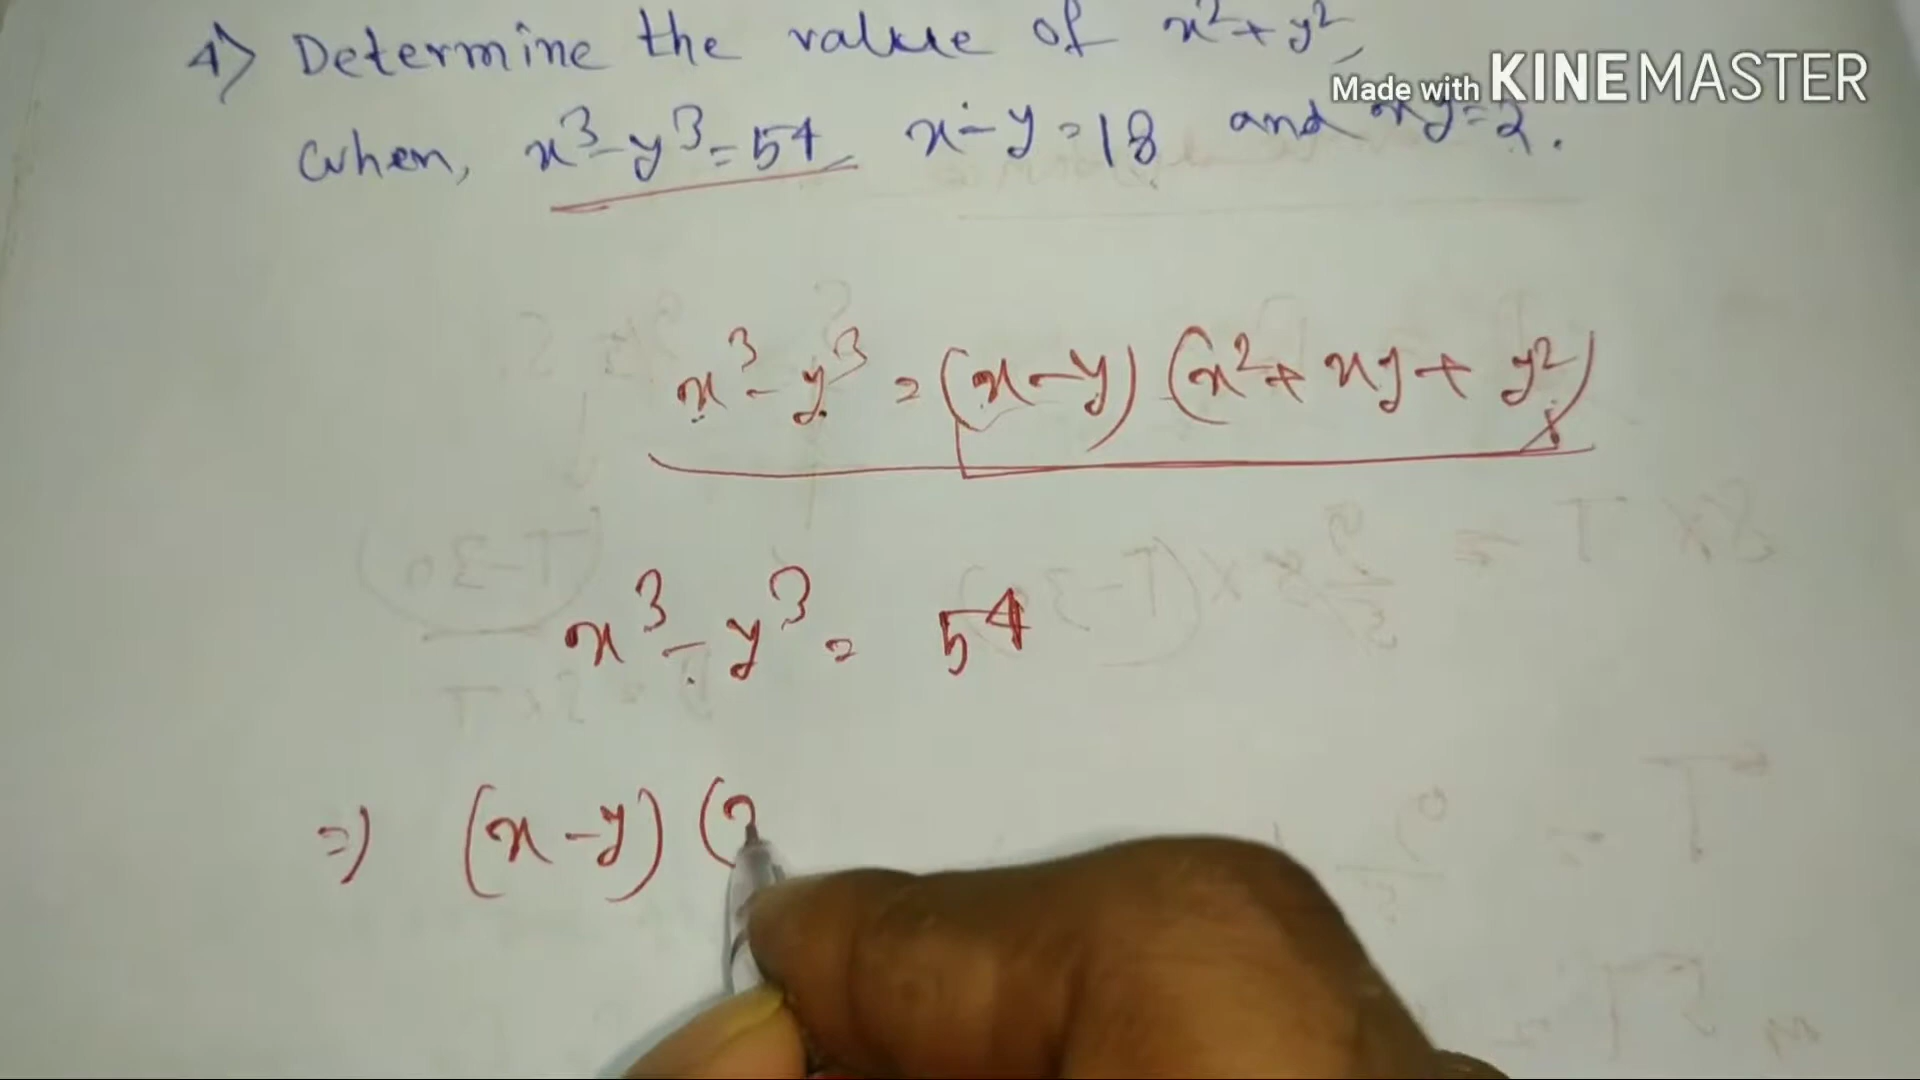 4) Determine the value of x²+y²,
Made with KINEMASTER
when, x³-y³=54 x-y=18 and xy=2.
x³-y³=(x-y)(x²+xy+y²)
x³-y³= 54
=) (x-y)(